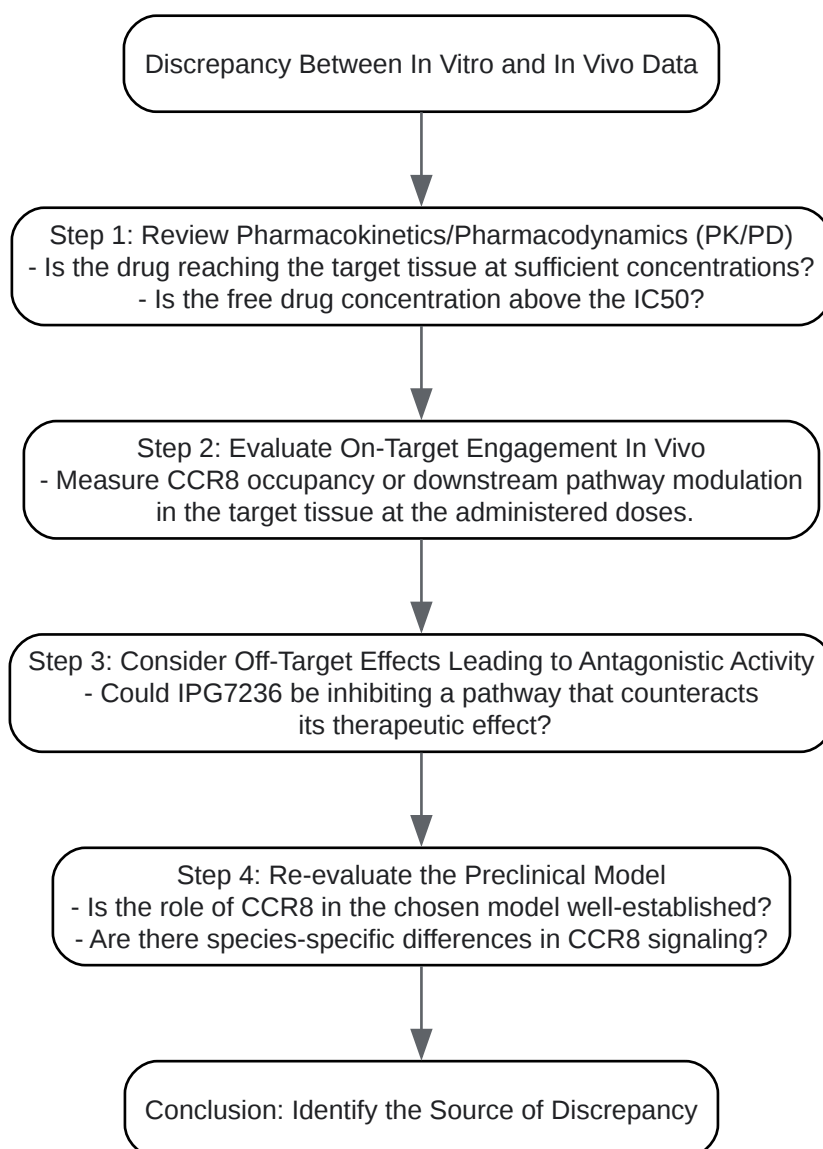 Discrepancy Between In Vitro and In Vivo Data
Step 1: Review Pharmacokinetics/Pharmacodynamics (PK/PD)
- Is the drug reaching the target tissue at sufficient concentrations?
- Is the free drug concentration above the IC50?
Step 2: Evaluate On-Target Engagement In Vivo
- Measure CCR8 occupancy or downstream pathway modulation
in the target tissue at the administered doses.
Step 3: Consider Off-Target Effects Leading to Antagonistic Activity
- Could IPG7236 be inhibiting a pathway that counteracts
its therapeutic effect?
Step 4: Re-evaluate the Preclinical Model
- Is the role of CCR8 in the chosen model well-established?
- Are there species-specific differences in CCR8 signaling?
Conclusion: Identify the Source of Discrepancy